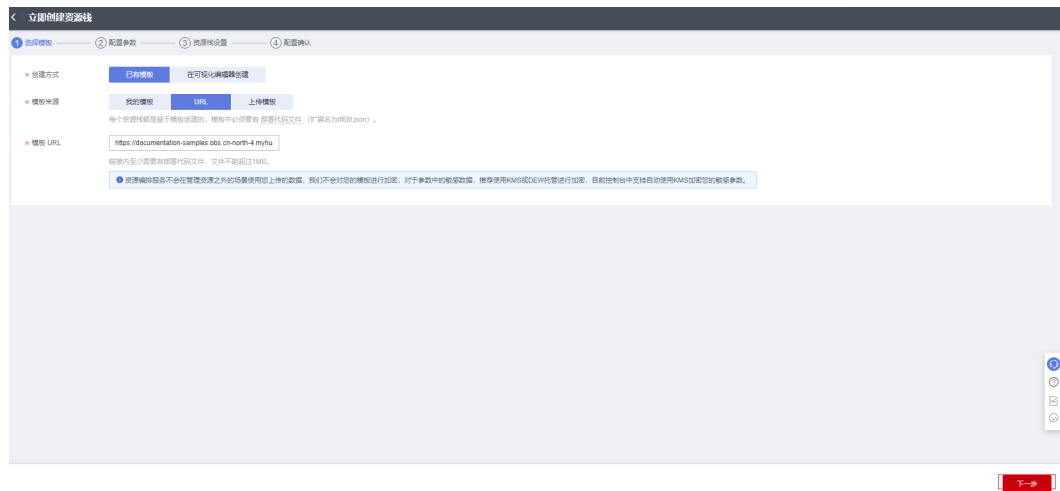 立即创建资源栈
1 选择模板 2 配置参数 3 资源栈设置 4 配置确认
* 创建方式 已有模板 在可视化编辑器创建
* 模板来源 我的模板 URL 上传模板
每个资源栈都是基于模板创建的，模板中必须要有 部署代码文件（扩展名为tf和tf.json）。
* 模板 URL https://documentation-samples.obs.cn-north-4.myhu
链接内至少需要有部署代码文件，文件不能超过1MB。
资源编排服务不会在管理资源之外的场景使用您上传的数据，我们不会对您的模板进行加密，对于参数中的敏感数据，推荐使用KMS或DEW托管进行加密，目前控制台中支持自动使用KMS加密您的敏感参数。
下一步